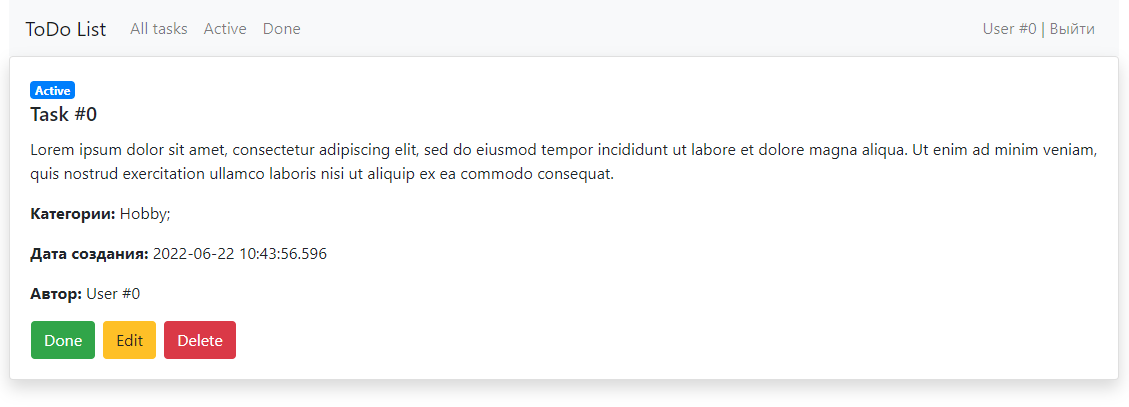 ToDo List All tasks Active Done User #0 | Выйти
Active
Task #0
Lorem ipsum dolor sit amet, consectetur adipiscing elit, sed do eiusmod tempor incididunt ut labore et dolore magna aliqua. Ut enim ad minim veniam,
quis nostrud exercitation ullamco laboris nisi ut aliquip ex ea commodo consequat.
Категории: Hobby;
Дата создания: 2022-06-22 10:43:56.596
Автор: User #0
Done Edit Delete